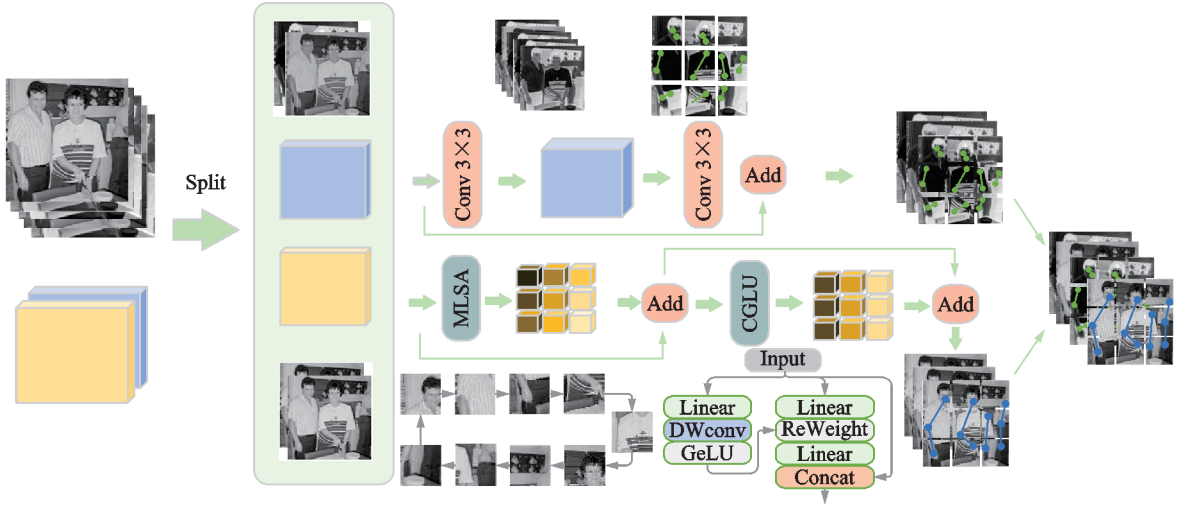 Split
Conv 3×3
Conv 3×3
Add
MLSA
Add
CGLU
Add
Input
Linear
DWconv
GeLU
Linear
ReWeight
Linear
Concat